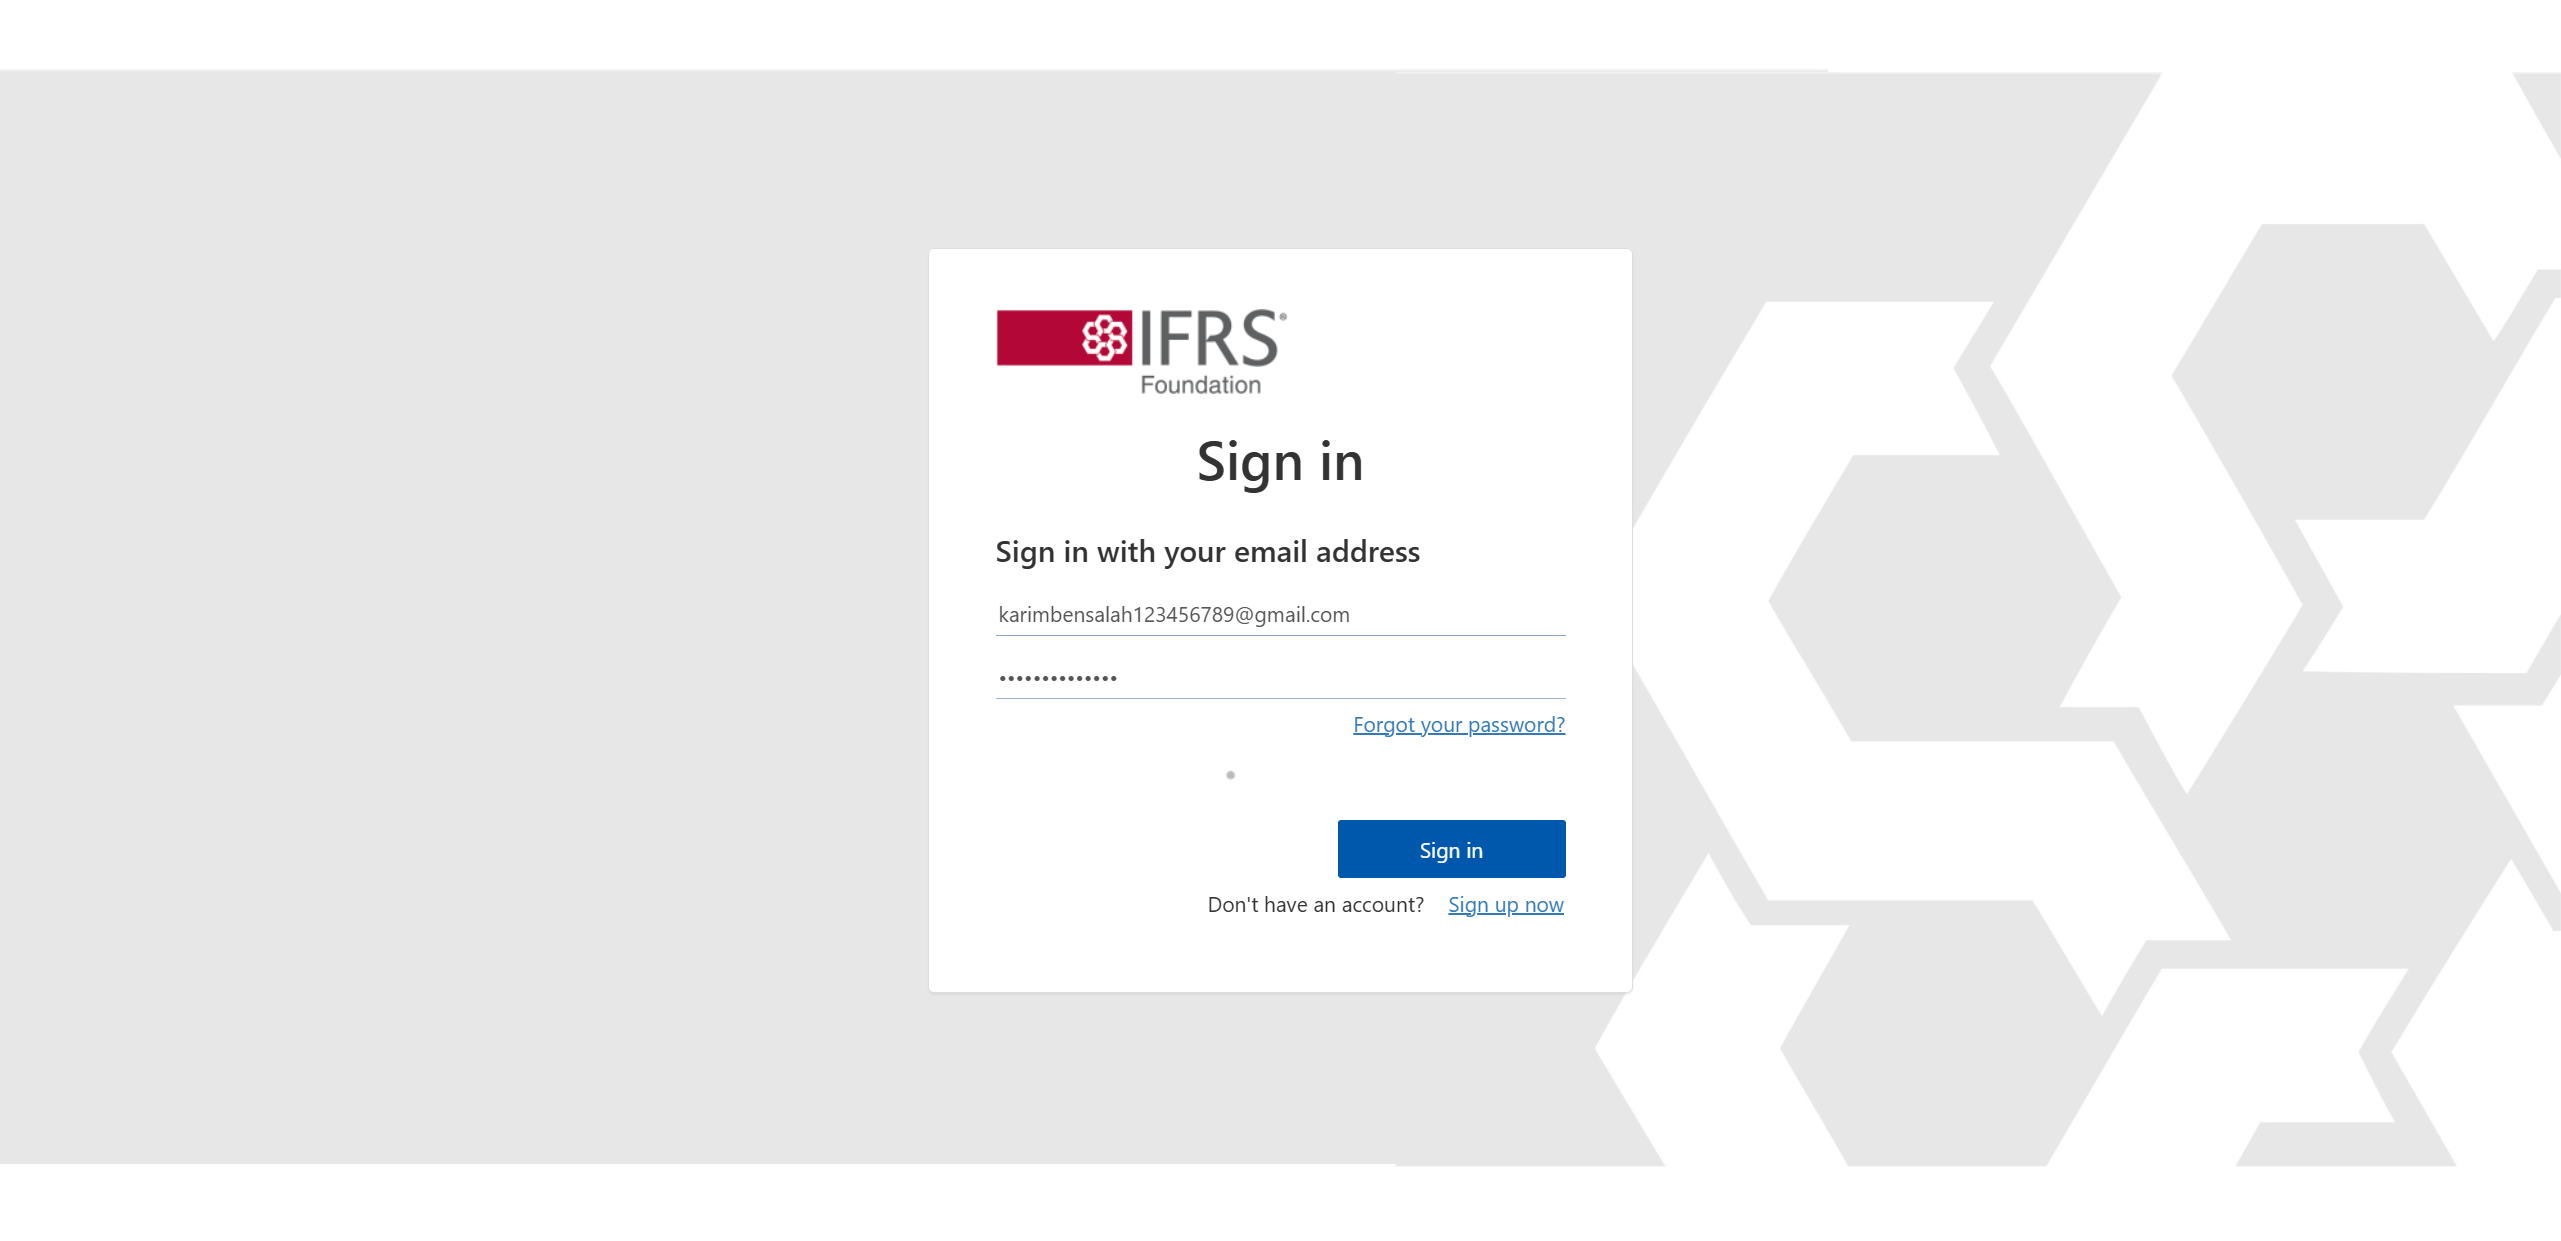 IFRS®
Foundation
Sign in
Sign in with your email address
karimbensalah123456789@gmail.com
••••••••••••••
Forgot your password?
Sign in
Don't have an account? Sign up now